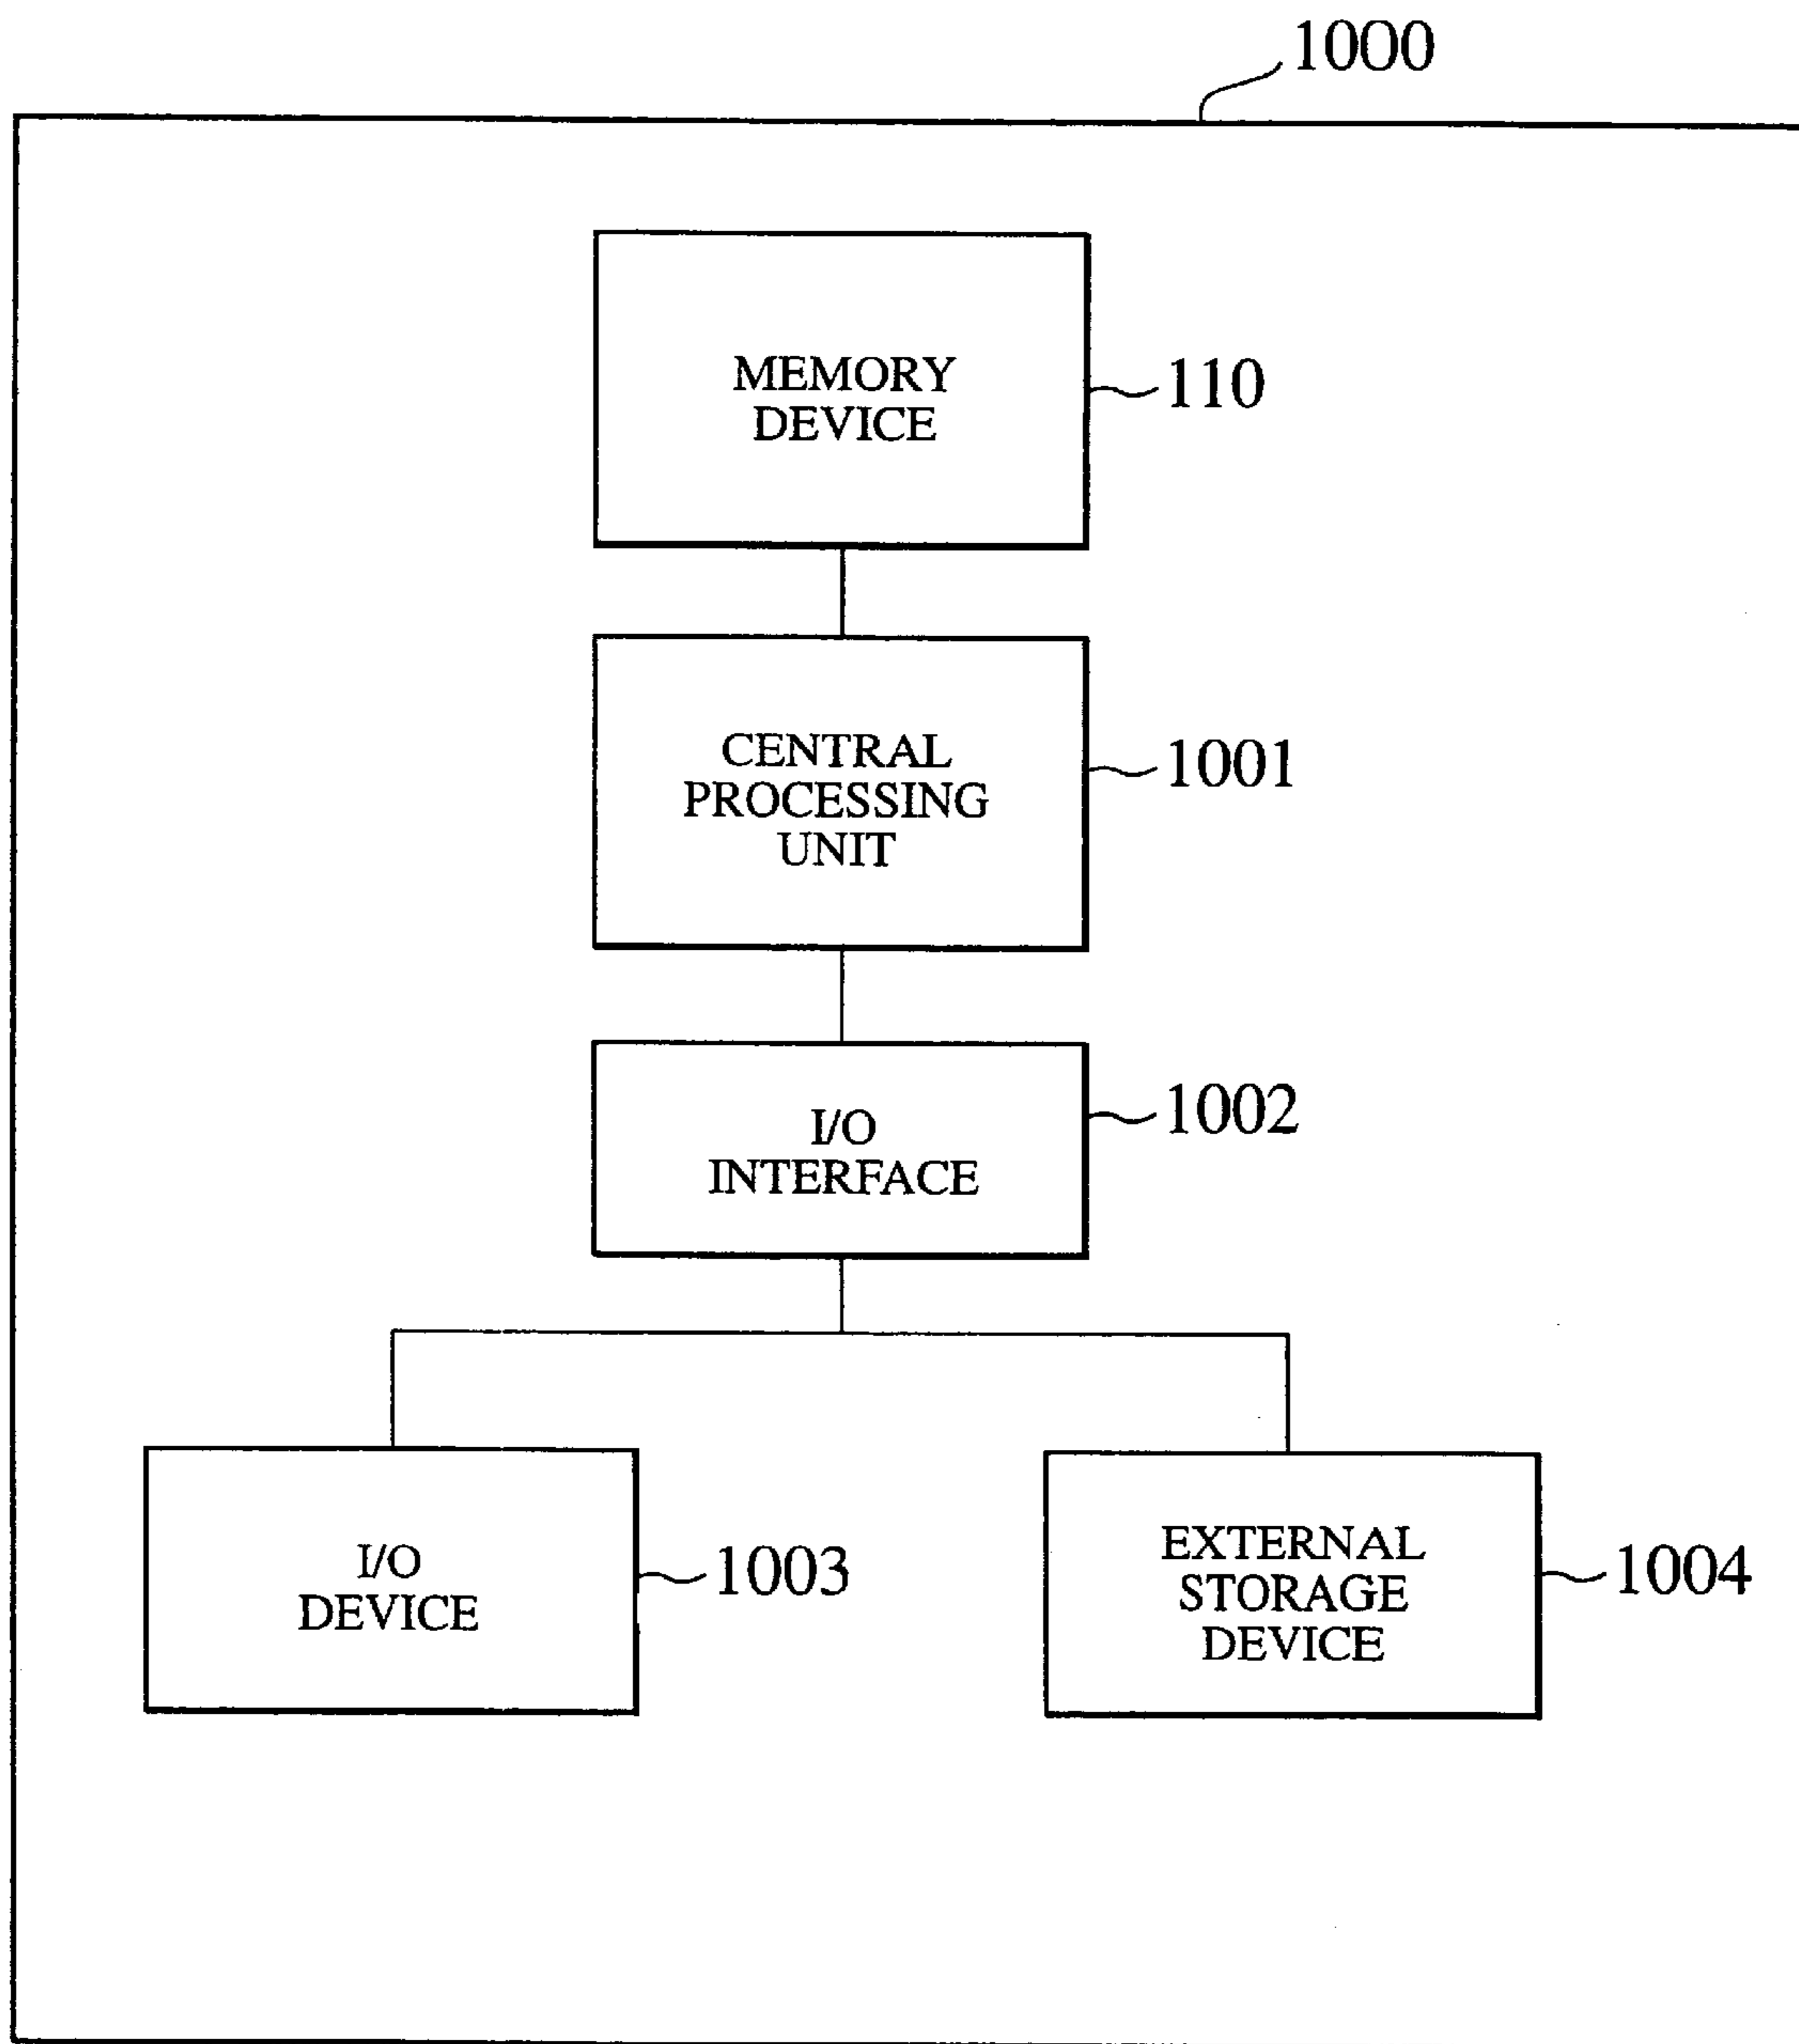 1000
MEMORY
DEVICE
110
CENTRAL
PROCESSING
UNIT
1001
I/O
INTERFACE
1002
I/O
DEVICE
1003
EXTERNAL
STORAGE
DEVICE
1004